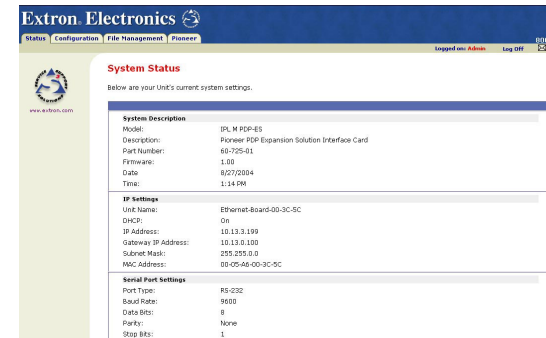 Extron. Electronics
Status Configuration File Management Pioneer
800
Logged on: Admin Log Off
www.extron.com
System Status
Below are your Unit's current system settings.
System Description
Model: IPL M PDP-ES
Description: Pioneer PDP Expansion Solution Interface Card
Part Number: 60-725-01
Firmware: 1.00
Date 8/27/2004
Time: 1:14 PM
IP Settings
Unit Name: Ethernet-Board-00-3C-5C
DHCP: On
IP Address: 10.13.3.199
Gateway IP Address: 10.13.0.100
Subnet Mask: 255.255.0.0
MAC Address: 00-05-A6-00-3C-5C
Serial Port Settings
Port Type: RS-232
Baud Rate: 9600
Data Bits: 8
Parity: None
Stop Bits: 1